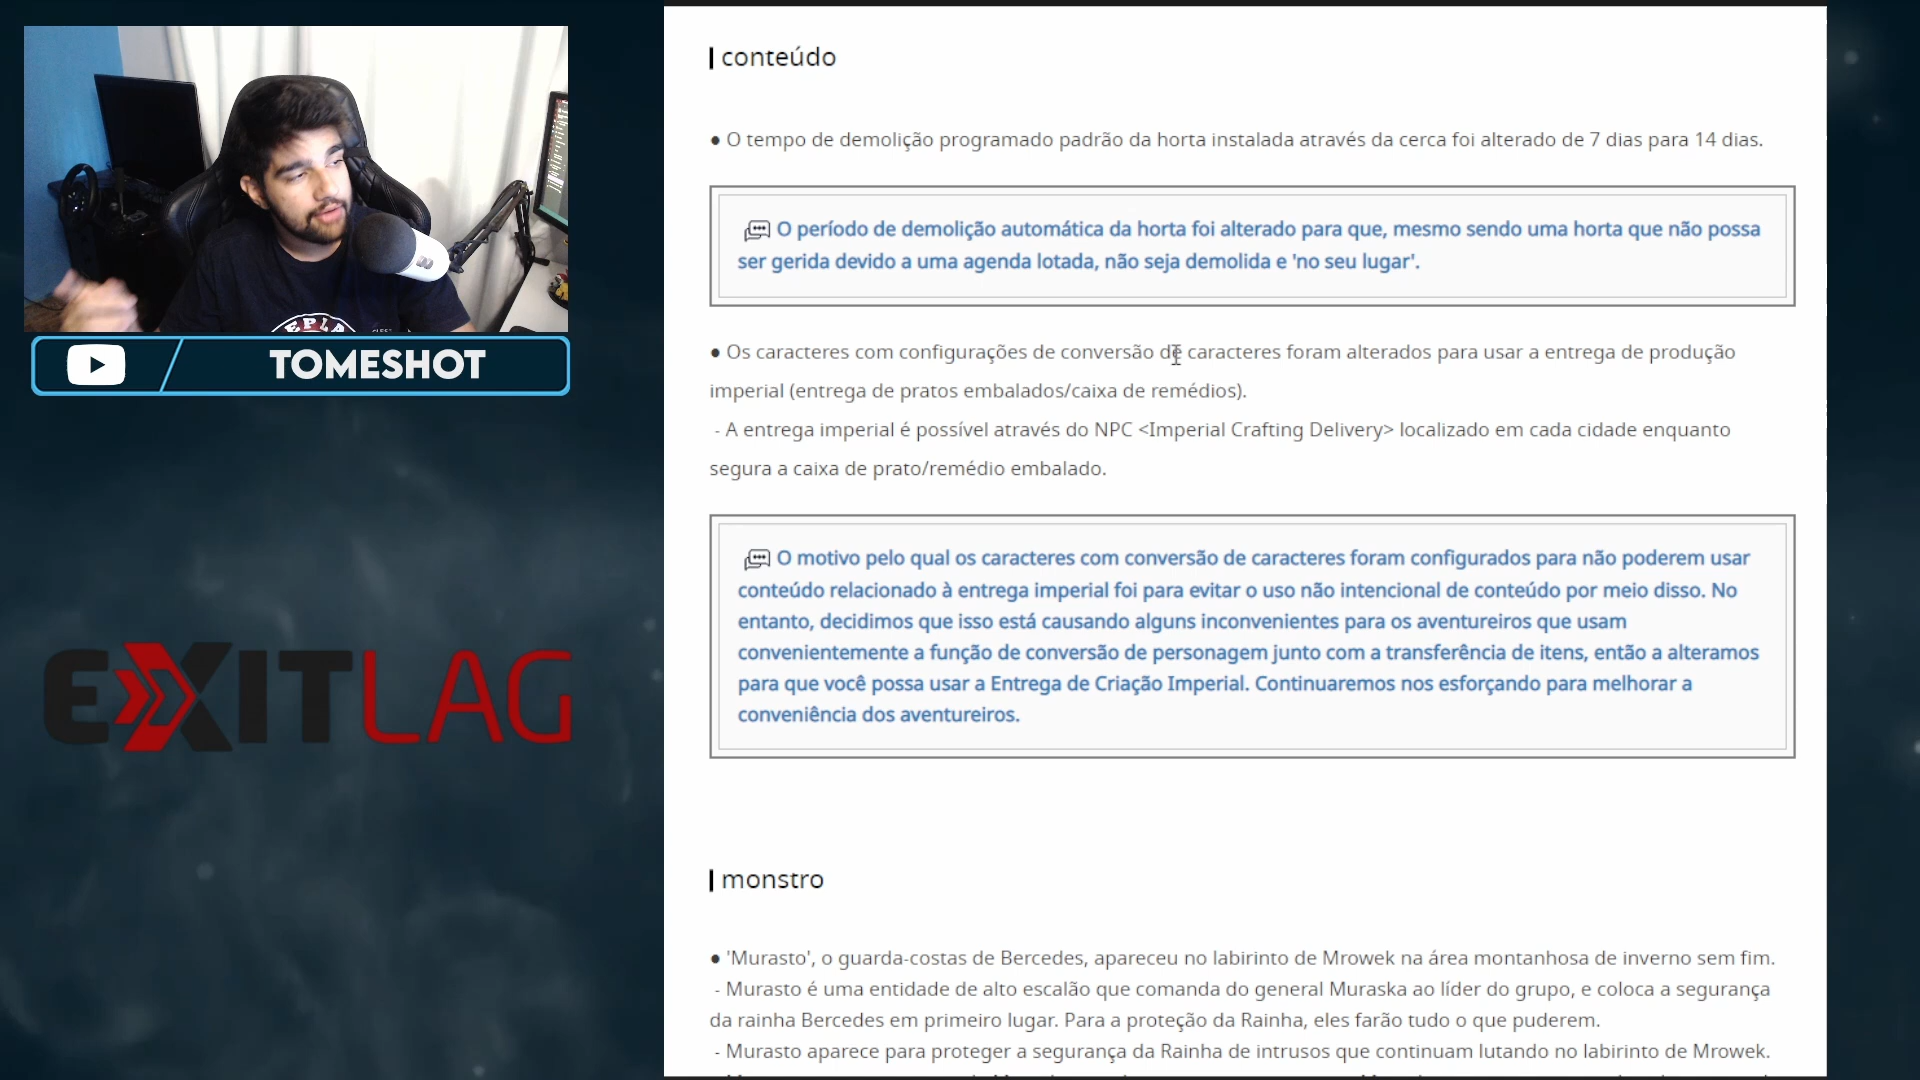 TOMESHOT
EXITLAG
conteúdo
● O tempo de demolição programado padrão da horta instalada através da cerca foi alterado de 7 dias para 14 dias.
O período de demolição automática da horta foi alterado para que, mesmo sendo uma horta que não possa
ser gerida devido a uma agenda lotada, não seja demolida e 'no seu lugar'.
● Os caracteres com configurações de conversão de caracteres foram alterados para usar a entrega de produção
imperial (entrega de pratos embalados/caixa de remédios).
- A entrega imperial é possível através do NPC <Imperial Crafting Delivery> localizado em cada cidade enquanto
segura a caixa de prato/remédio embalado.
O motivo pelo qual os caracteres com conversão de caracteres foram configurados para não poderem usar
conteúdo relacionado à entrega imperial foi para evitar o uso não intencional de conteúdo por meio disso. No
entanto, decidimos que isso está causando alguns inconvenientes para os aventureiros que usam
convenientemente a função de conversão de personagem junto com a transferência de itens, então a alteramos
para que você possa usar a Entrega de Criação Imperial. Continuaremos nos esforçando para melhorar a
conveniência dos aventureiros.
monstro
● 'Murasto', o guarda-costas de Bercedes, apareceu no labirinto de Mrowek na área montanhosa de inverno sem fim.
- Murasto é uma entidade de alto escalão que comanda do general Muraska ao líder do grupo, e coloca a segurança
da rainha Bercedes em primeiro lugar. Para a proteção da Rainha, eles farão tudo o que puderem.
- Murasto aparece para proteger a segurança da Rainha de intrusos que continuam lutando no labirinto de Mrowek.